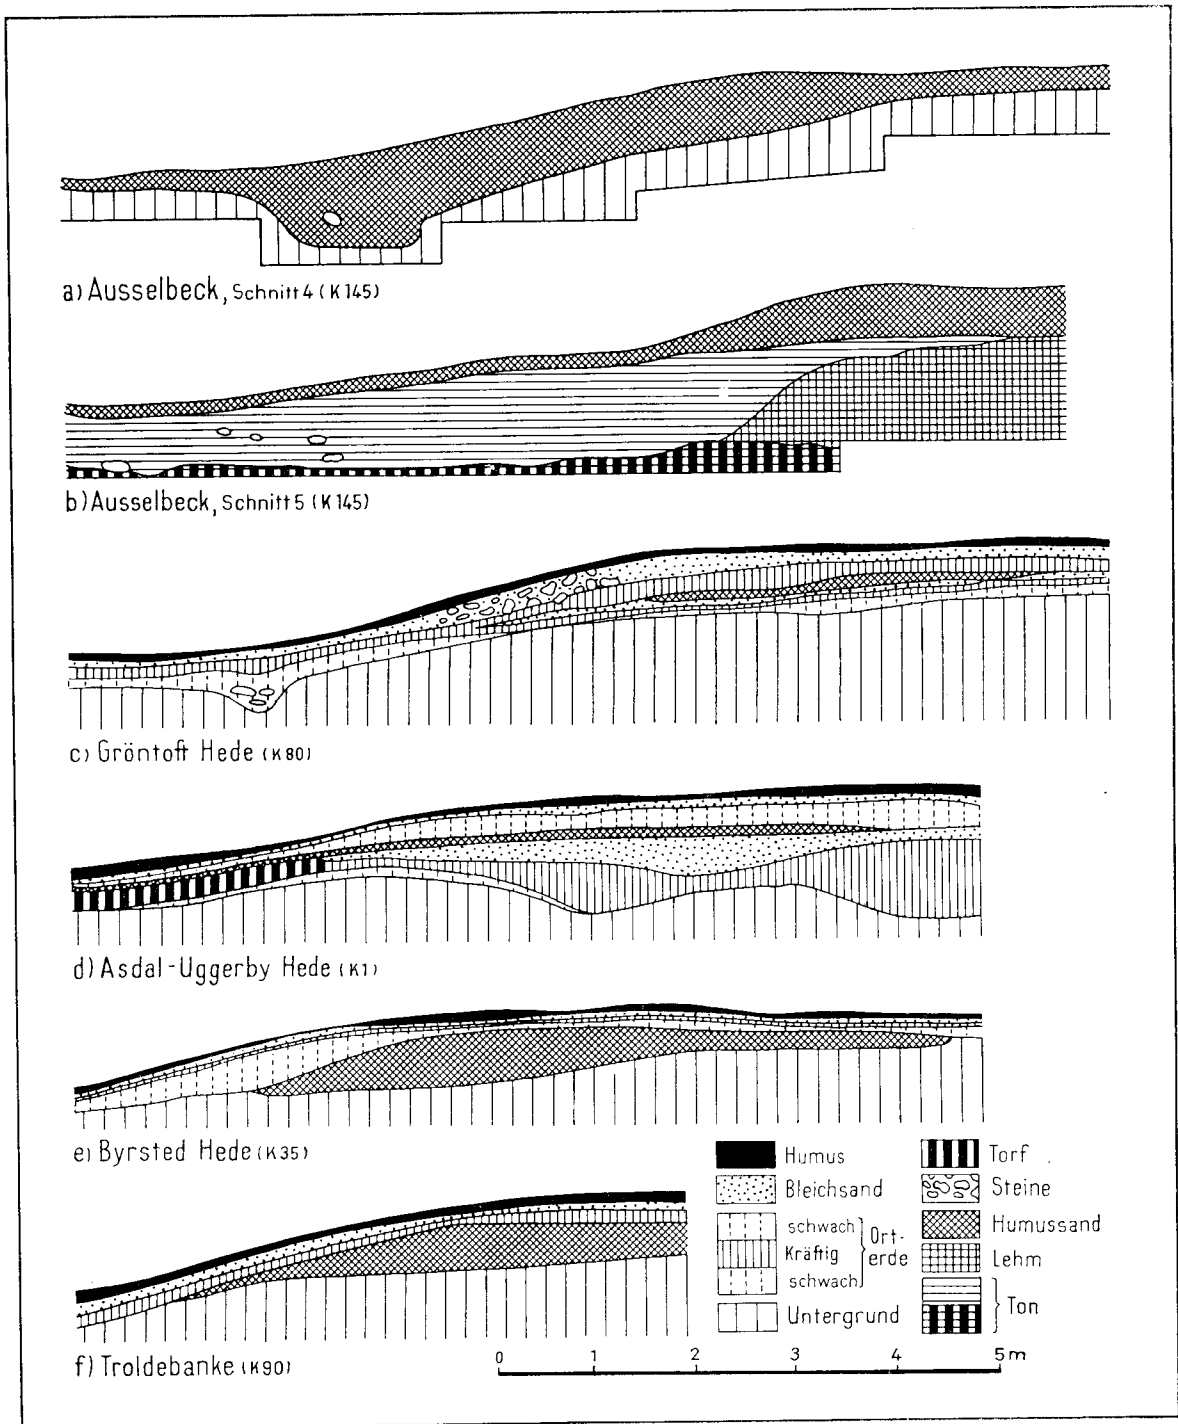 a) Ausselbeck, Schnitt 4 (K 145)
b) Ausselbeck, Schnitt 5 (K 145)
c) Gröntoft Hede (K 80)
d) Asdal-Uggerby Hede (K 1)
e) Byrsted Hede (K 35)
f) Troldebanke (K 90)
Humus
Bleichsand
schwach
Kräftig
schwach
Ort-
erde
Untergrund
Torf
Steine
Humussand
Lehm
Ton
0 1 2 3 4 5 m